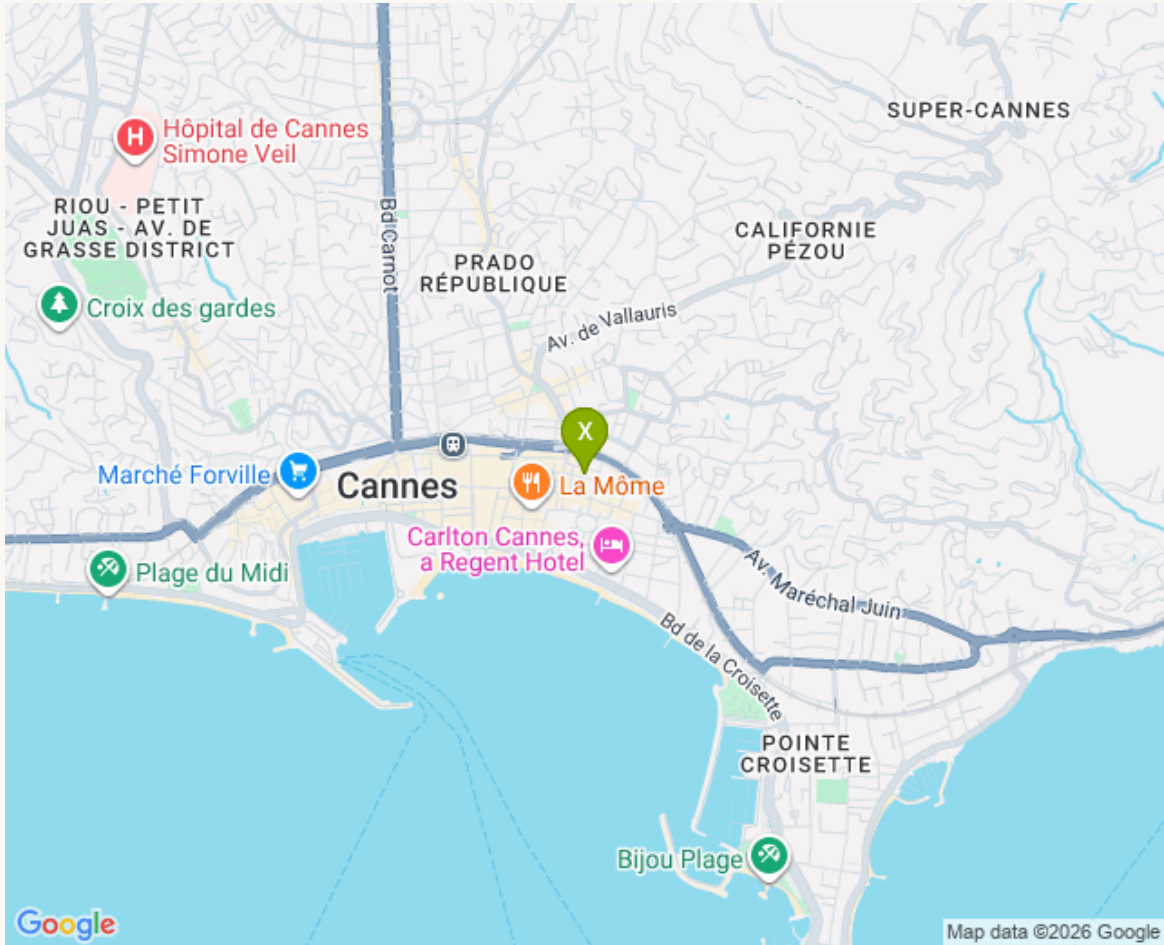 SUPER-CANNES
Hôpital de Cannes
Simone Veil
RIOU - PETIT
JUAS - AV. DE
GRASSE DISTRICT
Bd Carnot
CALIFORNIE
PÉZOU
PRADO
RÉPUBLIQUE
Croix des gardes
Av. de Vallauris
X
Marché Forville
Cannes
La Môme
Carlton Cannes,
a Regent Hotel
Plage du Midi
Av. Maréchal Juin
Bd de la Croisette
POINTE
CROISETTE
Bijou Plage
H
Google
Map data ©2026 Google